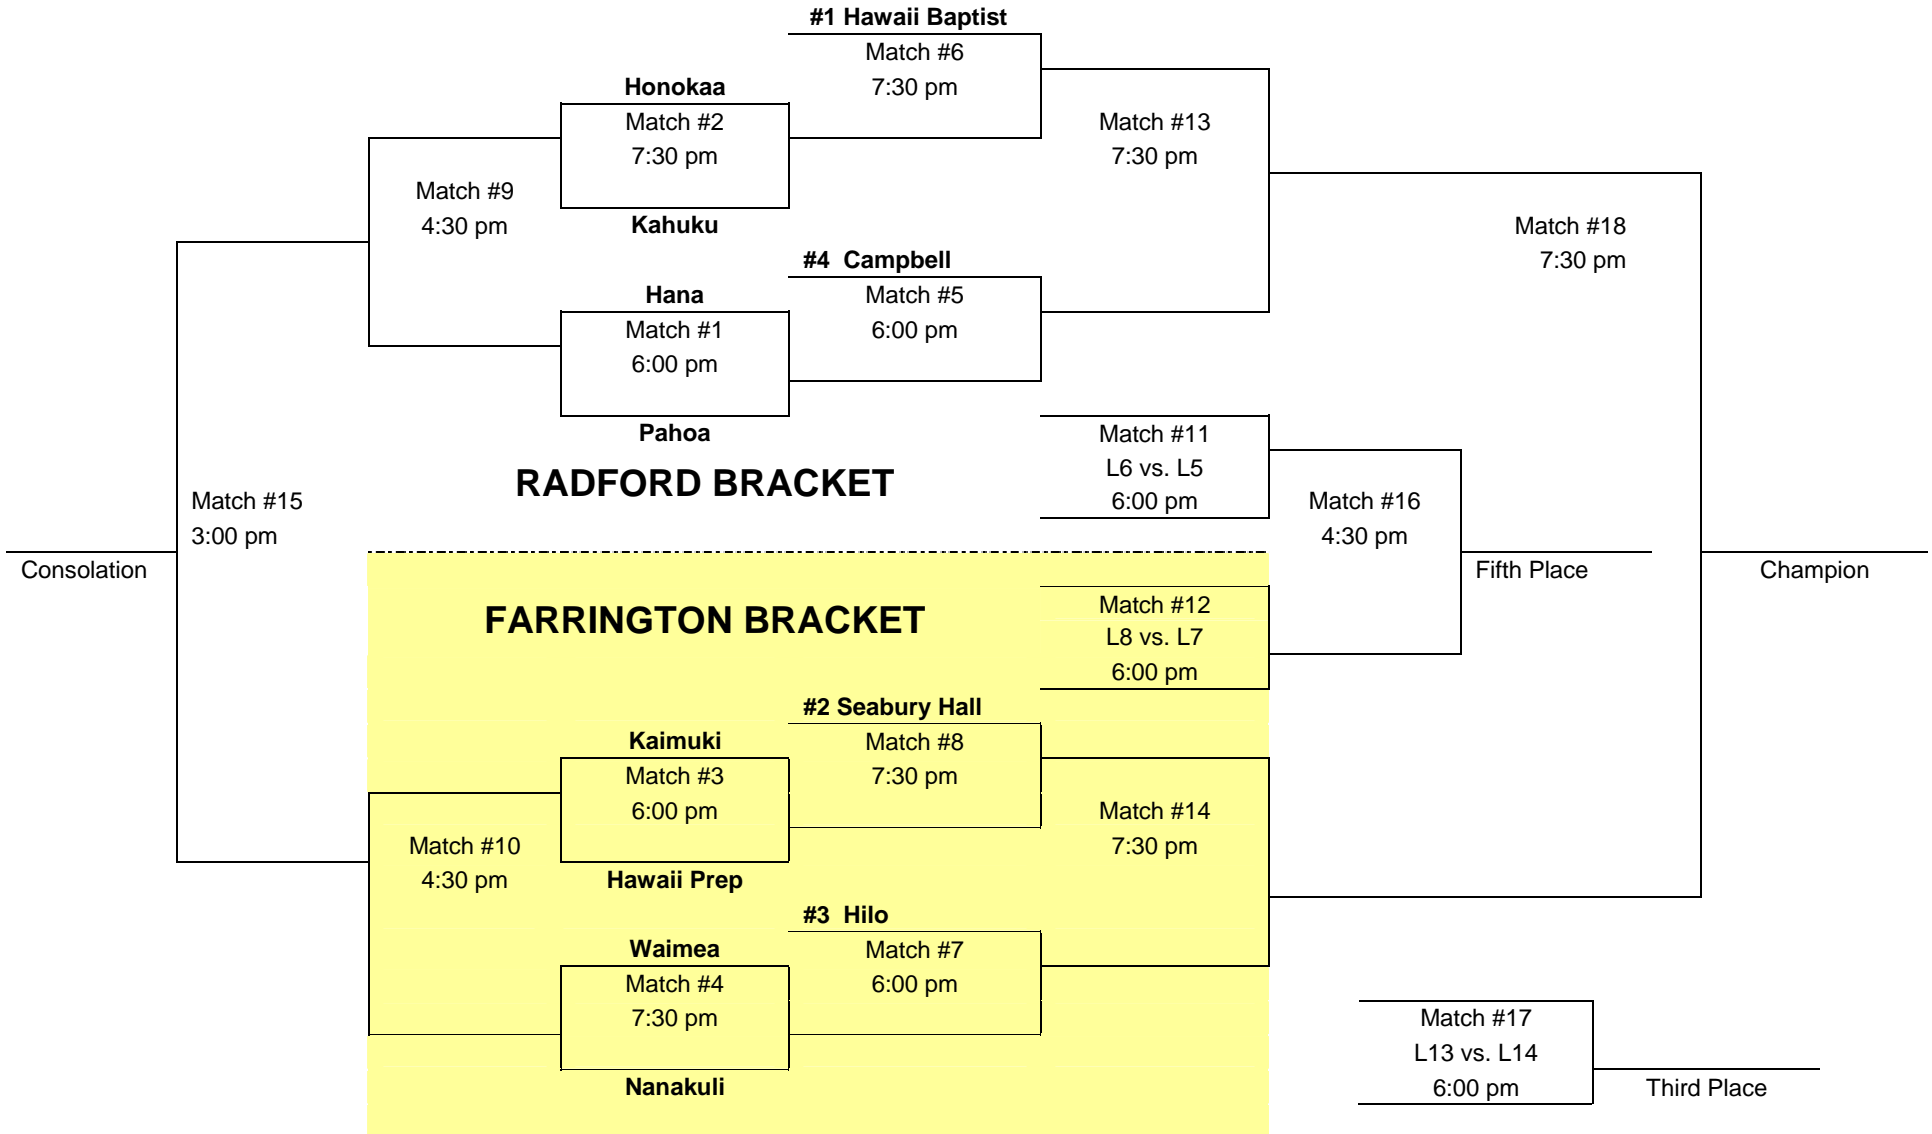 #1 Hawaii Baptist
Match #6
7:30 pm
Honokaa
Match #2
7:30 pm
Kahuku
Match #13
7:30 pm
Match #9
4:30 pm
Match #18
7:30 pm
#4  Campbell
Match #5
6:00 pm
Hana
Match #1
6:00 pm
Pahoa
RADFORD BRACKET
Match #11
L6 vs. L5
6:00 pm
Match #15
3:00 pm
Match #16
4:30 pm
Consolation
Fifth Place
Champion
FARRINGTON BRACKET
Match #12
L8 vs. L7
6:00 pm
#2 Seabury Hall
Match #8
7:30 pm
Kaimuki
Match #3
6:00 pm
Hawaii Prep
Match #14
7:30 pm
Match #10
4:30 pm
#3  Hilo
Match #7
6:00 pm
Waimea
Match #4
7:30 pm
Nanakuli
Match #17
L13 vs. L14
6:00 pm
Third Place